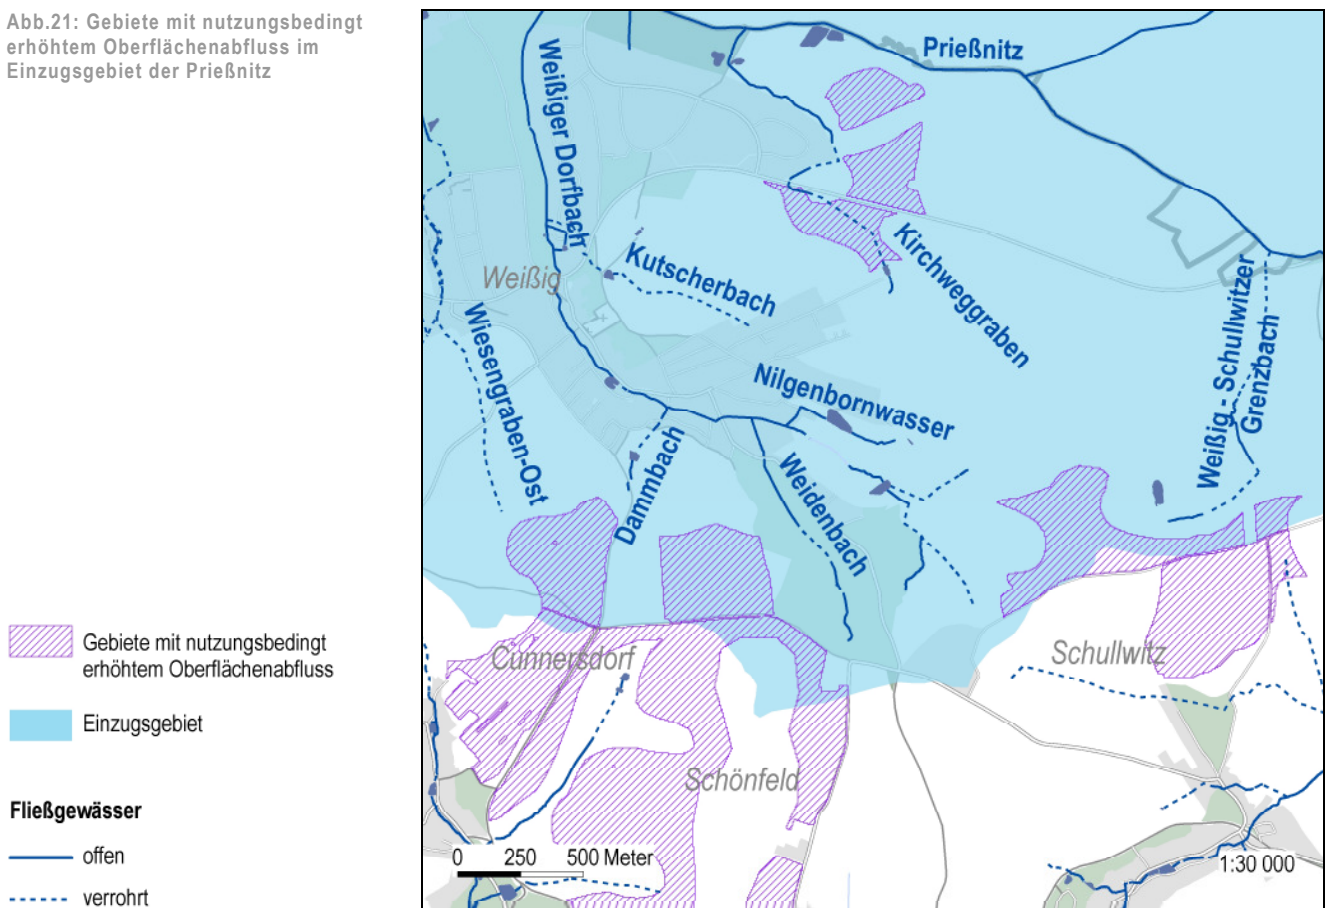 Abb.21: Gebiete mit nutzungsbedingt
erhöhtem Oberflächenabfluss im
Einzugsgebiet der Prießnitz
Prießnitz
Weißiger Dorfbach
Kirchweggraben
Kutscherbach
Weißig
Weißig - Schullwitzer
Grenzbach
Wiesengraben-Ost
Nilgenbornwasser
Dammbach
Weidenbach
Cunnersdorf
Schullwitz
Schönfeld
Gebiete mit nutzungsbedingt
erhöhtem Oberflächenabfluss
Einzugsgebiet
Fließgewässer
offen
verrohrt
0 250 500 Meter
1:30 000